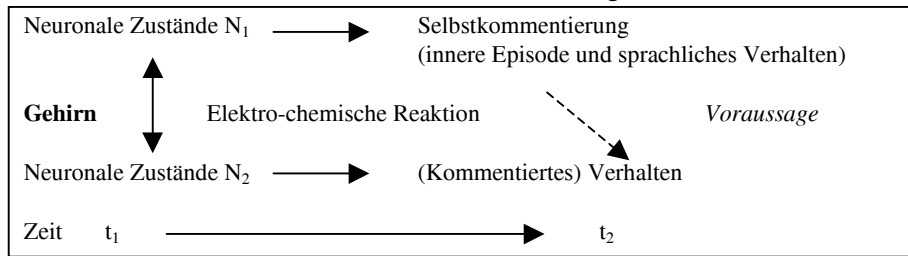 Neuronale Zustände N₁ Selbstkommentierung
(innere Episode und sprachliches Verhalten)
Gehirn Elektro-chemische Reaktion Voraussage
Neuronale Zustände N₂ (Kommentiertes) Verhalten
Zeit t₁ t₂